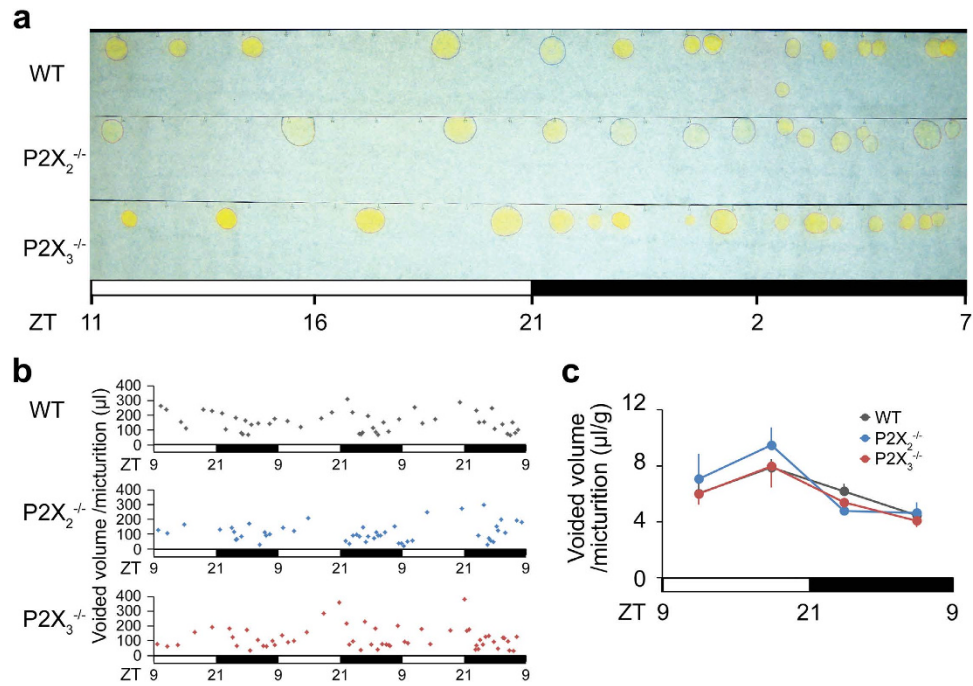 a
WT
P2X₂⁻/⁻
P2X₃⁻/⁻
ZT 11 16 21 2 7
b
Voided volume /micturition (µl)
WT
400
300
200
100
0
ZT 9 21 9 21 9 21 9
P2X₂⁻/⁻
400
300
200
100
0
ZT 9 21 9 21 9 21 9
P2X₃⁻/⁻
400
300
200
100
0
ZT 9 21 9 21 9 21 9
c
Voided volume
/micturition (µl/g)
12
8
4
0
WT
P2X₂⁻/⁻
P2X₃⁻/⁻
ZT 9 21 9